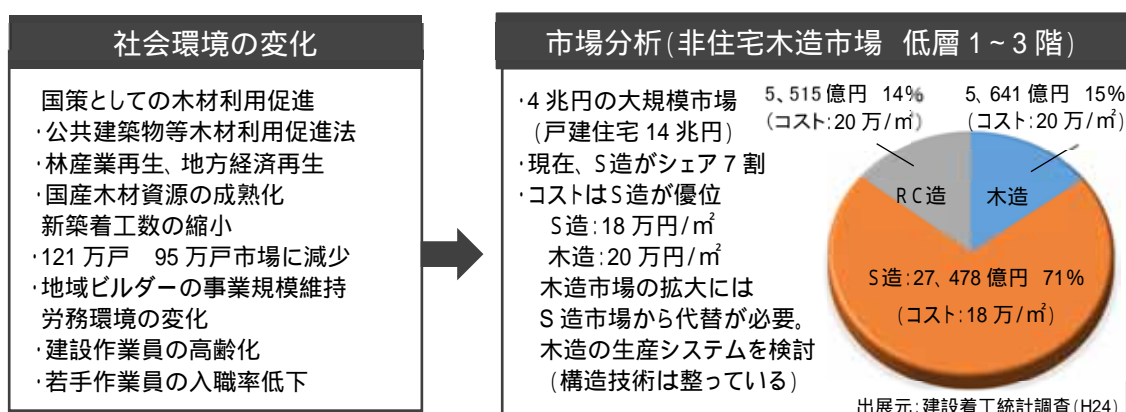 社会環境の変化
国策としての木材利用促進
・公共建築物等木材利用促進法
・林産業再生、地方経済再生
・国産木材資源の成熟化
新築着工数の縮小
・121万戸　95万戸市場に減少
・地域ビルダーの事業規模維持
労務環境の変化
・建設作業員の高齢化
・若手作業員の入職率低下
市場分析(非住宅木造市場 低層1~3階)
・4兆円の大規模市場
(戸建住宅14兆円)
・現在、S造がシェア7割
・コストはS造が優位
S造:18万円/㎡
木造:20万円/㎡
木造市場の拡大には
S造市場から代替が必要。
木造の生産システムを検討
(構造技術は整っている)
5、515億円 14%
(コスト:20万/㎡)
5、641億円 15%
(コスト:20万/㎡)
RC造
木造
S造:27、478億円 71%
(コスト:18万/㎡)
出展元:建設着工統計調査(H24)